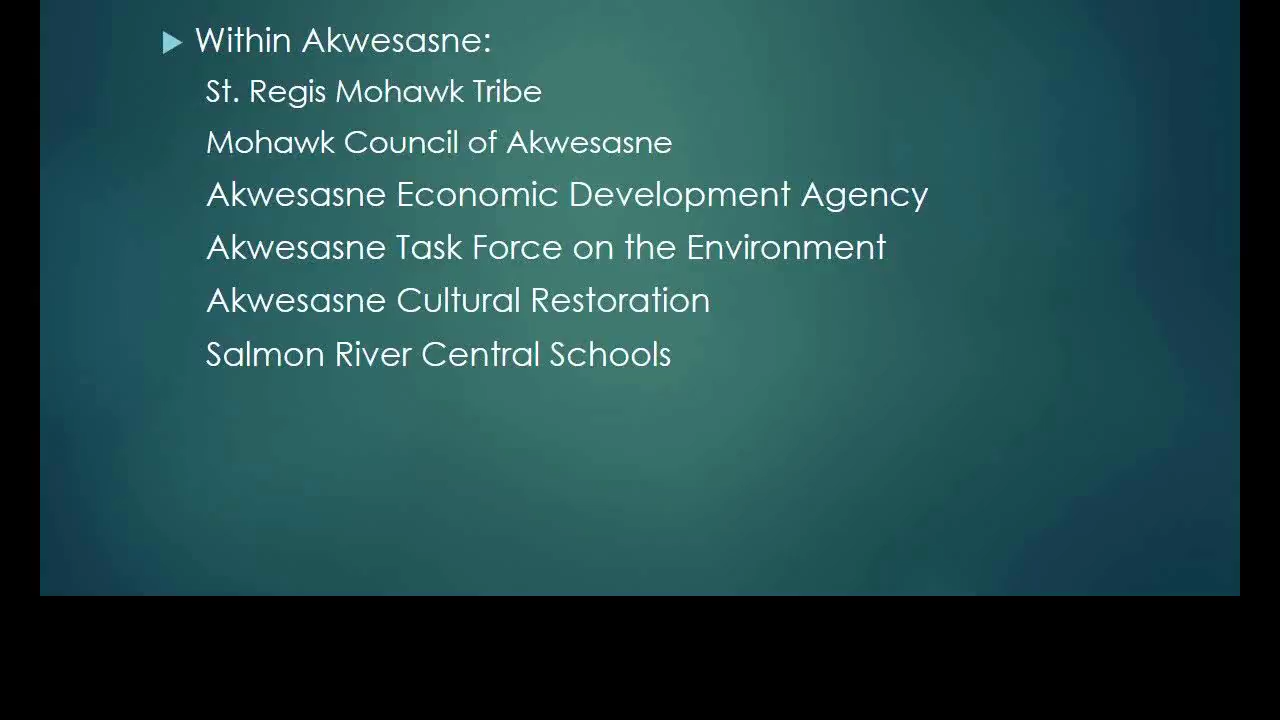 Within Akwesasne:
St. Regis Mohawk Tribe
Mohawk Council of Akwesasne
Akwesasne Economic Development Agency
Akwesasne Task Force on the Environment
Akwesasne Cultural Restoration
Salmon River Central Schools